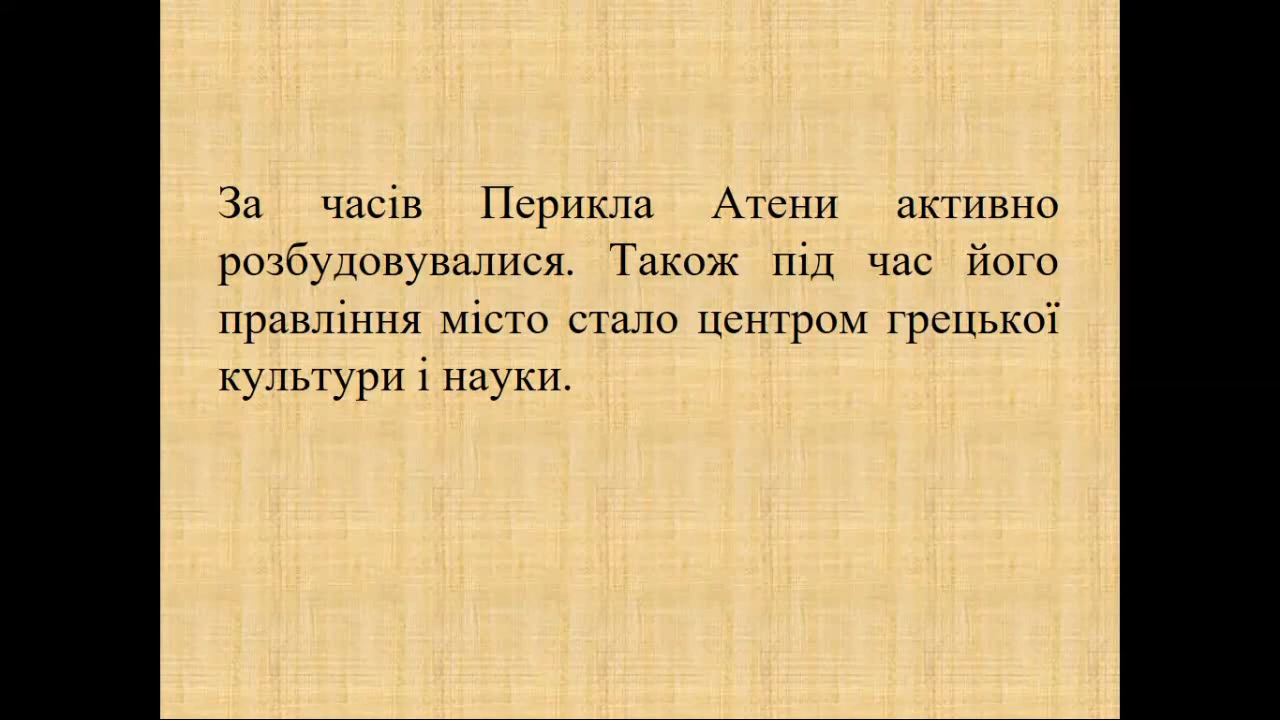 За часів Перикла Атени активно
розбудовувалися. Також під час його
правління місто стало центром грецької
культури і науки.